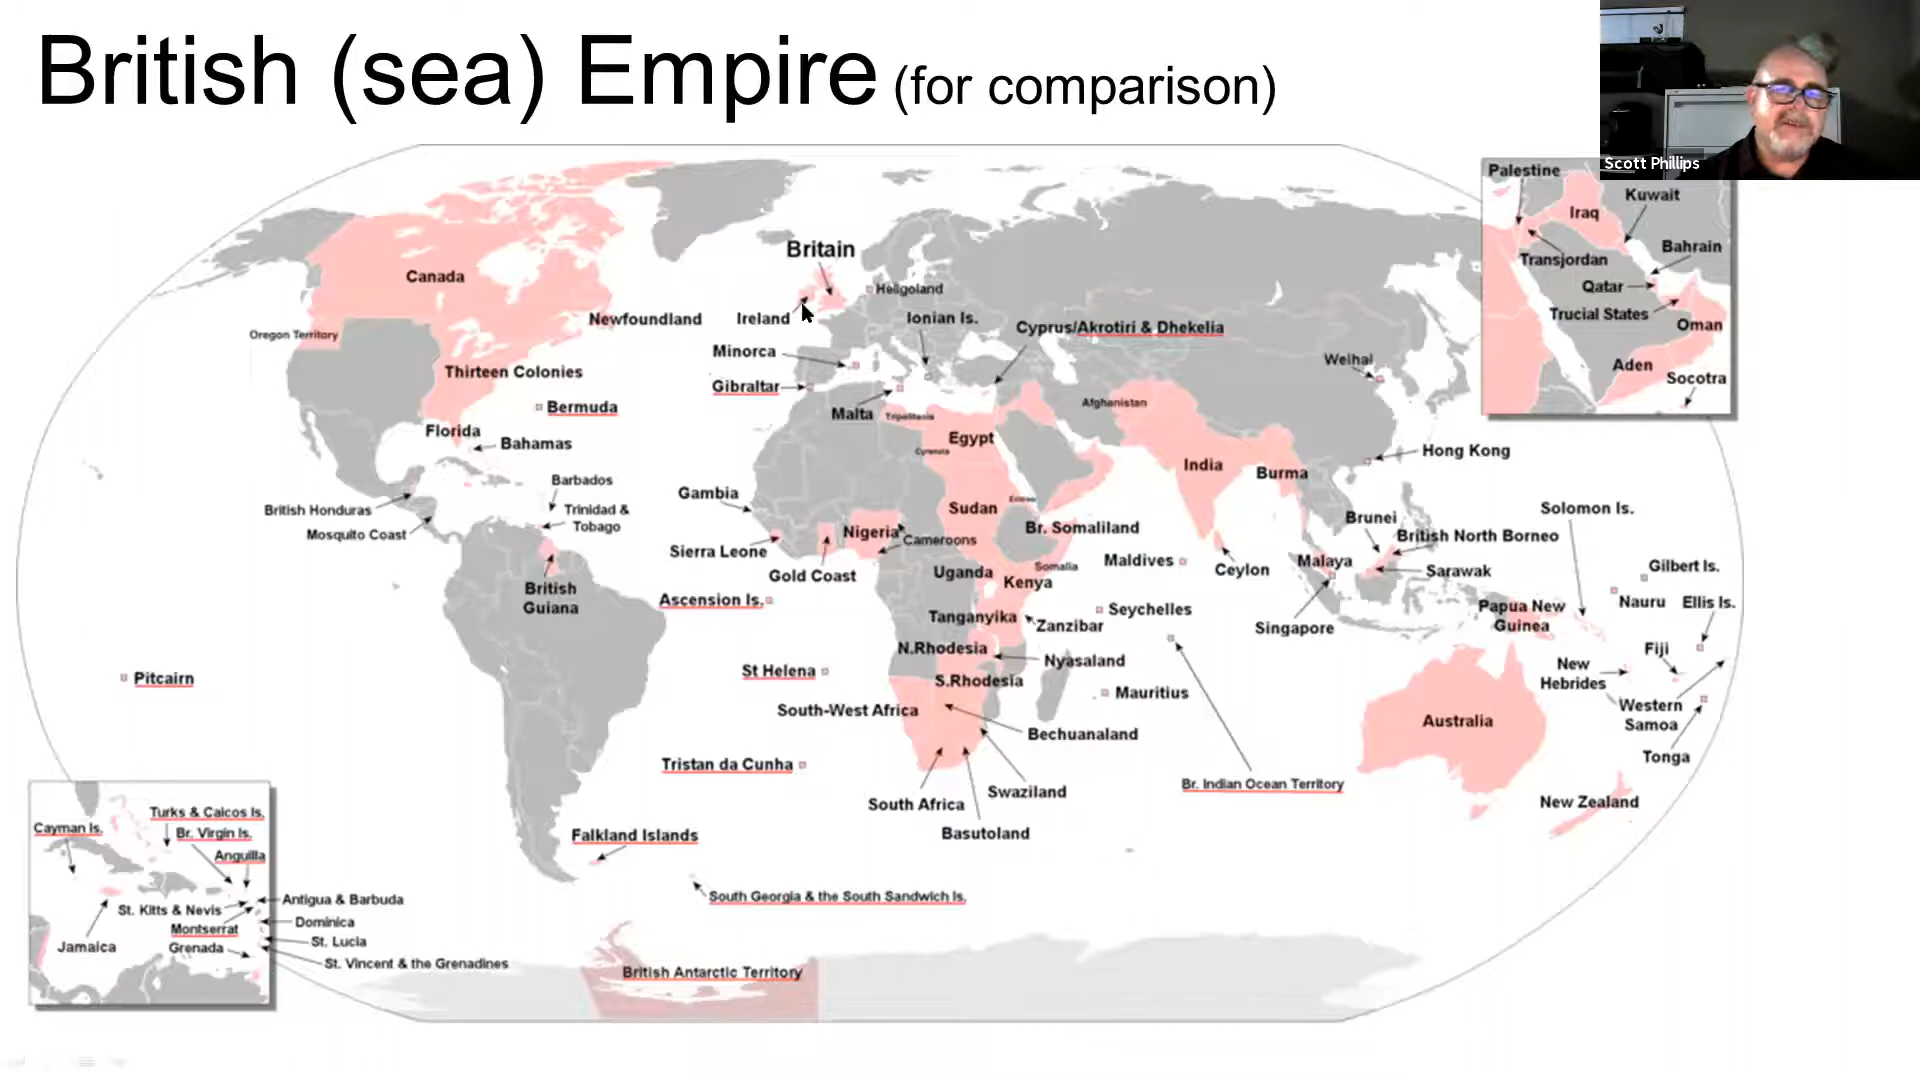 British (sea) Empire (for comparison)
Scott Phillips
Palestine
Kuwait
Iraq
Bahrain
Transjordan
Qatar
Trucial States
Oman
Aden
Socotra
Britain
Canada
Heligoland
Newfoundland
Ireland
Ionian Is.
Cyprus/Akrotiri & Dhekelia
Oregon Territory
Minorca
Weihai
Thirteen Colonies
Gibraltar
Bermuda
Malta
Tripolitania
Afghanistan
Florida
Bahamas
Egypt
Cyrenaica
Hong Kong
India
Burma
Barbados
Gambia
British Honduras
Trinidad &
Tobago
Mosquito Coast
Sudan
Eritrea
Solomon Is.
Brunei
Nigeria
Br. Somaliland
British North Borneo
Cameroons
Sierra Leone
Maldives
Ceylon
Malaya
Sarawak
Gilbert Is.
Gold Coast
Uganda
Somalia
Kenya
British
Guiana
Ascension Is.
Seychelles
Nauru
Ellis Is.
Papua New
Guinea
Tanganyika
Zanzibar
Singapore
N.Rhodesia
Nyasaland
Fiji
Pitcairn
St Helena
S.Rhodesia
Mauritius
New
Hebrides
South-West Africa
Western
Samoa
Australia
Bechuanaland
Tonga
Tristan da Cunha
Br. Indian Ocean Territory
Swaziland
South Africa
New Zealand
Basutoland
Falkland Islands
South Georgia & the South Sandwich Is.
British Antarctic Territory
Turks & Caicos Is.
Cayman Is.
Br. Virgin Is.
Anguilla
Antigua & Barbuda
St. Kitts & Nevis
Dominica
Montserrat
St. Lucia
Jamaica
Grenada
St. Vincent & the Grenadines